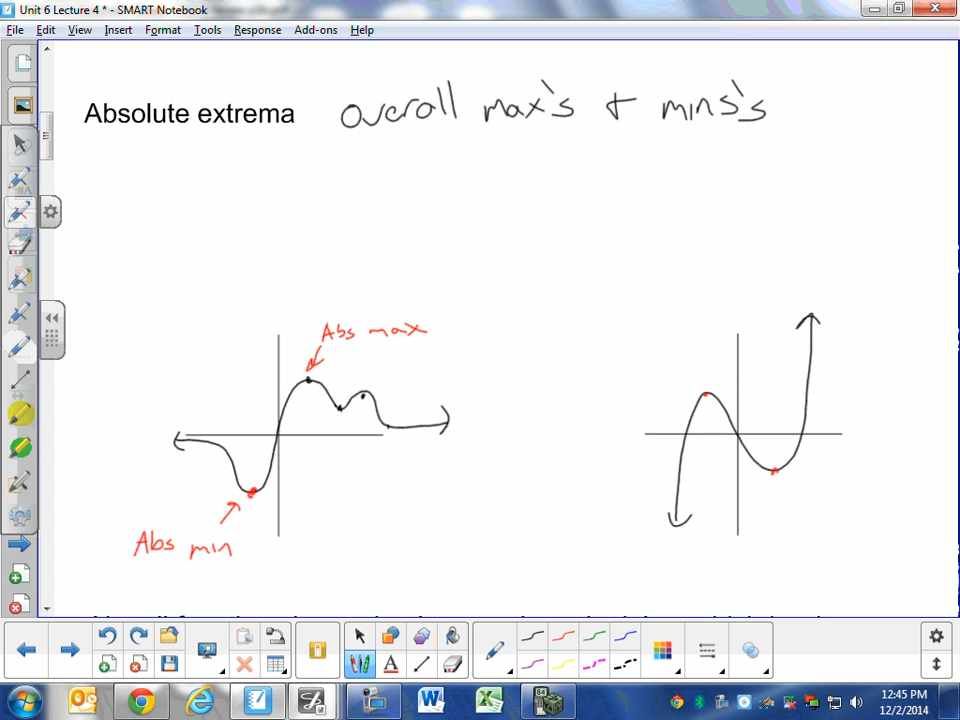 Unit 6 Lecture 4 * - SMART Notebook
File Edit View Insert Format Tools Response Add-ons Help
Absolute extrema overall max's + mins's
Abs max
Abs min
12:45 PM
12/2/2014